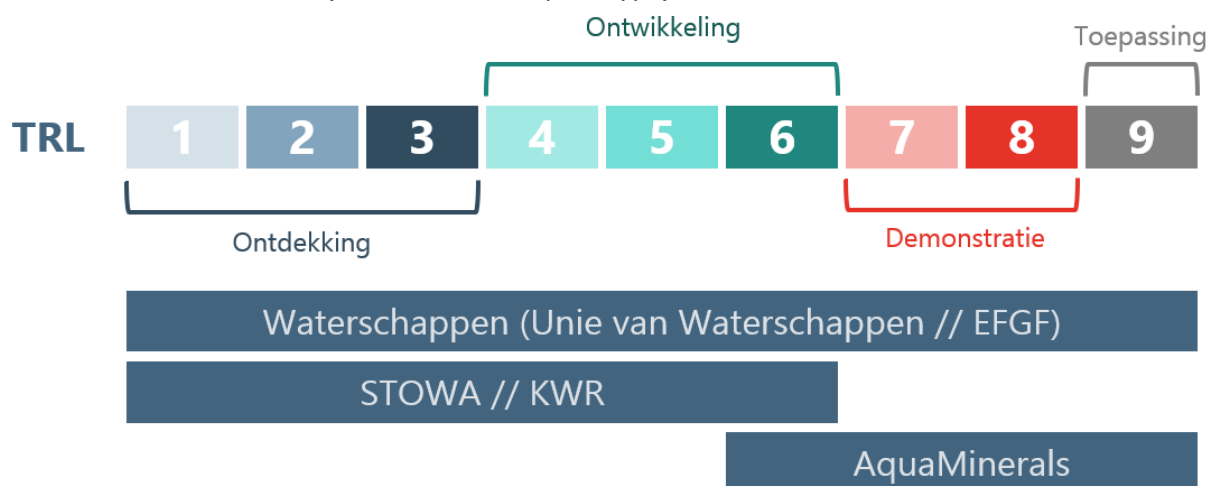 Ontwikkeling
Toepassing
TRL 1 2 3 4 5 6 7 8 9
Ontdekking
Demonstratie
Waterschappen (Unie van Waterschappen // EFGF)
STOWA // KWR
AquaMinerals